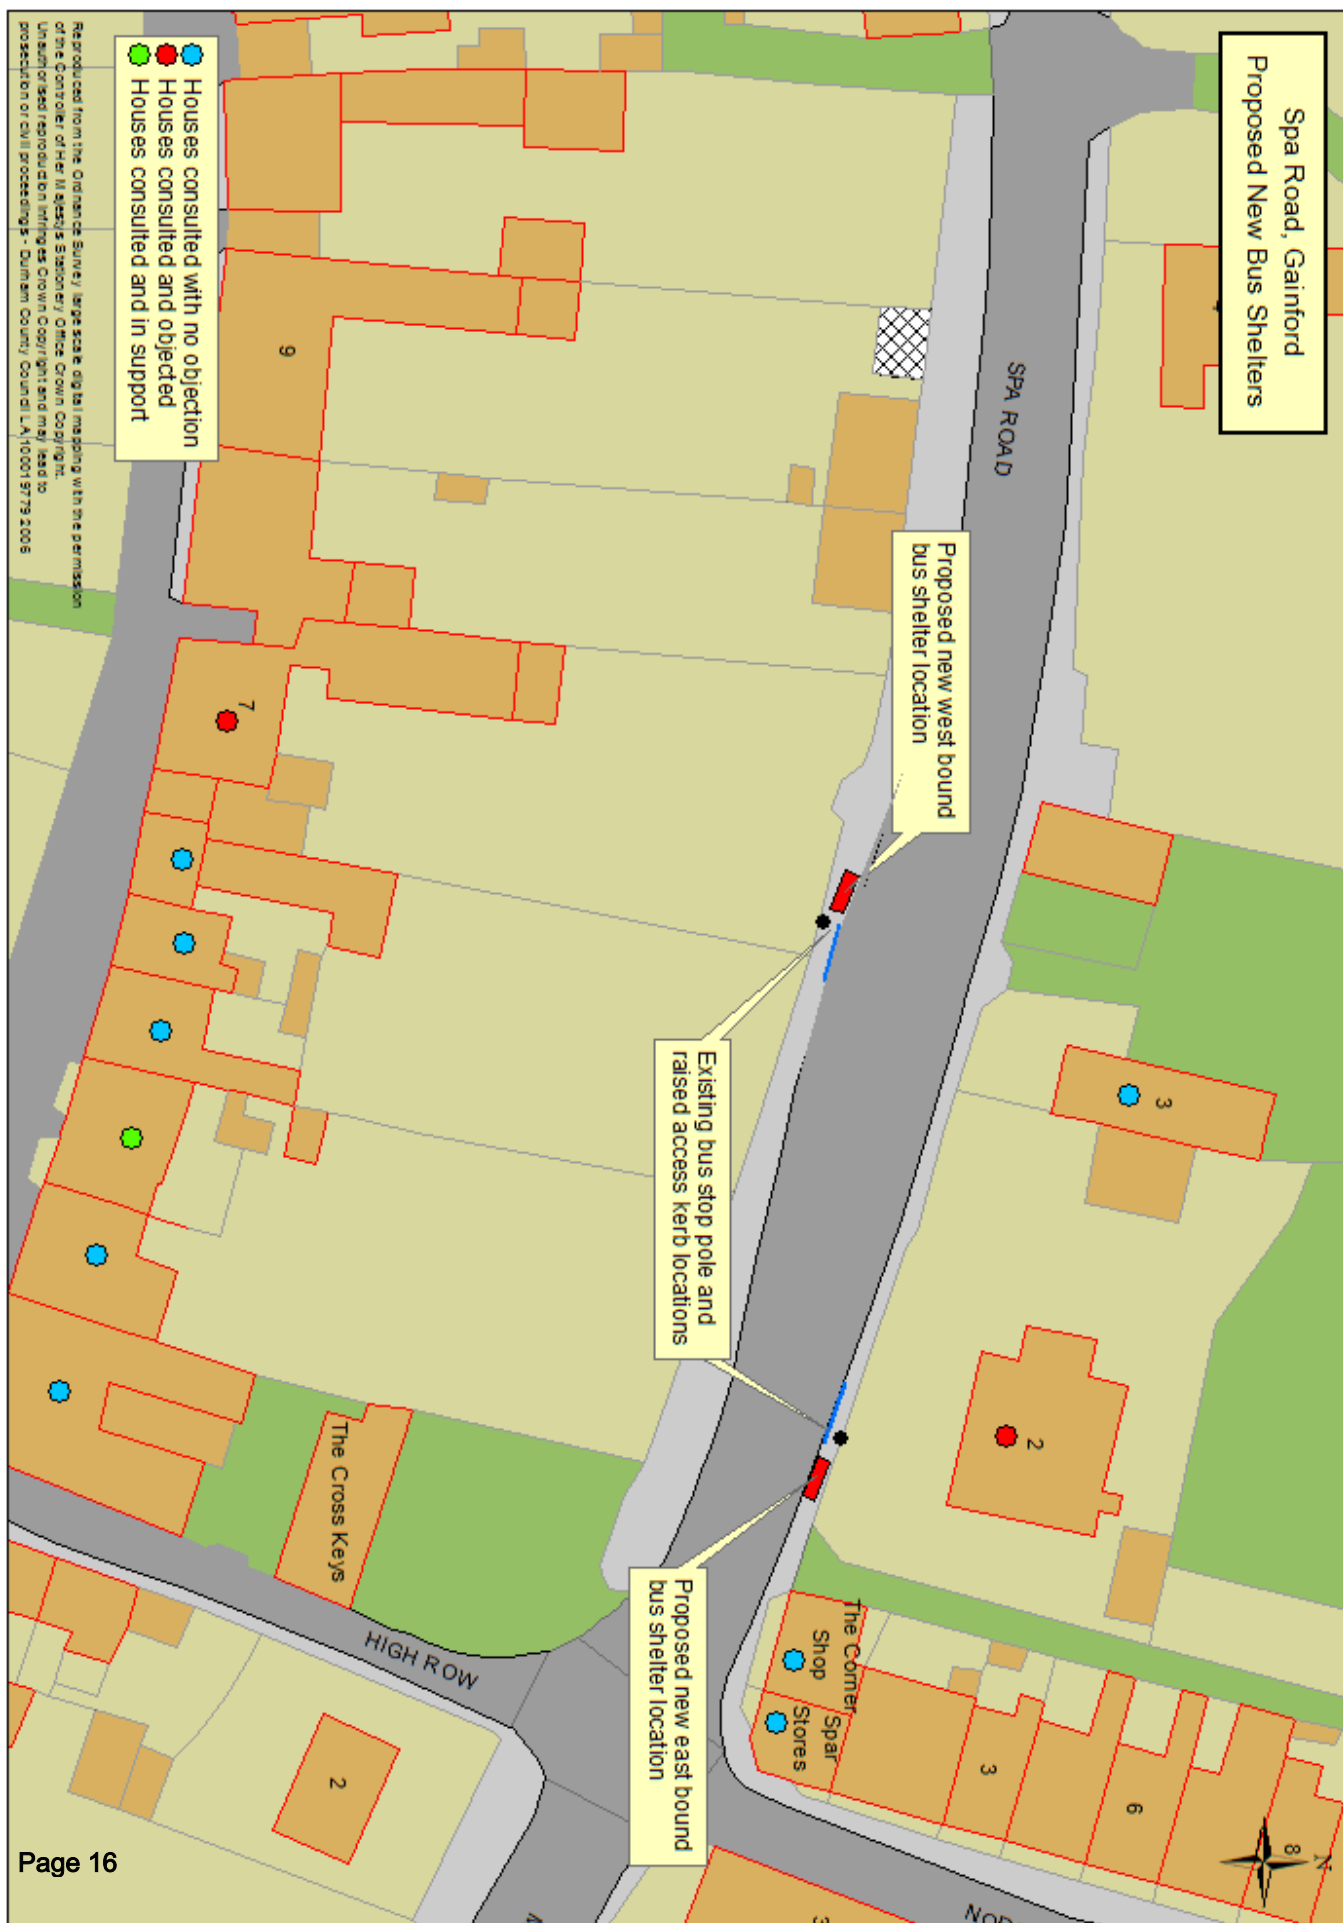 Spa Road, Gainford
Proposed New Bus Shelters
SPA ROAD
Proposed new west bound
bus shelter location
Existing bus stop pole and
raised access kerb locations
Proposed new east bound
bus shelter location
3
2
The Corner
Shop
Spar
Stores
3
6
8
N
9
7
The Cross Keys
HIGH ROW
2
Houses consulted with no objection
Houses consulted and objected
Houses consulted and in support
Reproduced from the Ordnance Survey large scale digital mapping with the permission
of the Controller of Her Majesty's Stationery Office Crown Copyright.
Unauthorised reproduction infringes Crown Copyright and may lead to
prosecution or civil proceedings - Durham County Council LA 100019779 2006
Page 16